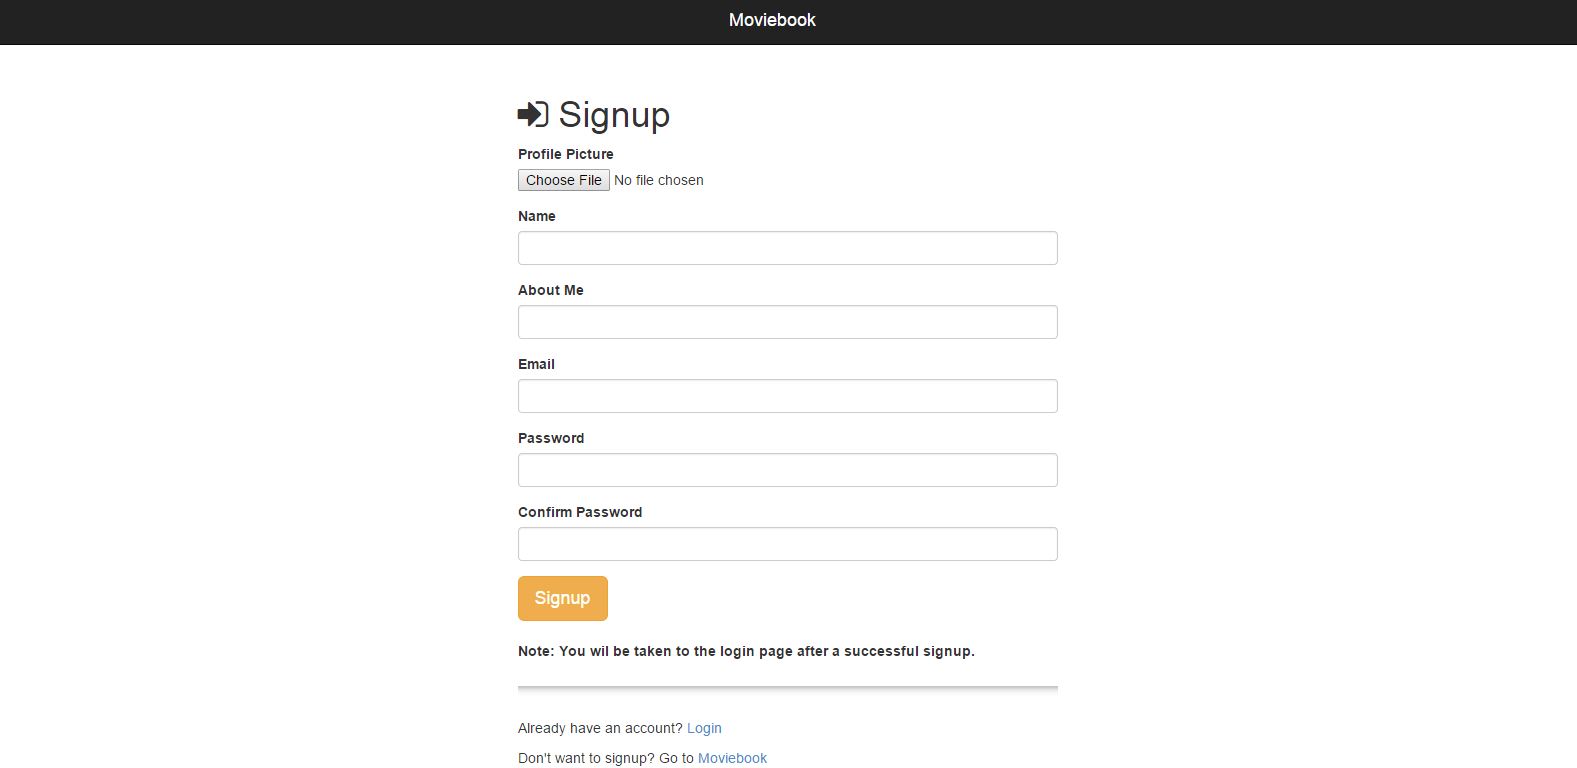 Moviebook
Signup
Profile Picture
Choose File No file chosen
Name
About Me
Email
Password
Confirm Password
Signup
Note: You wil be taken to the login page after a successful signup.
Already have an account? Login
Don't want to signup? Go to Moviebook